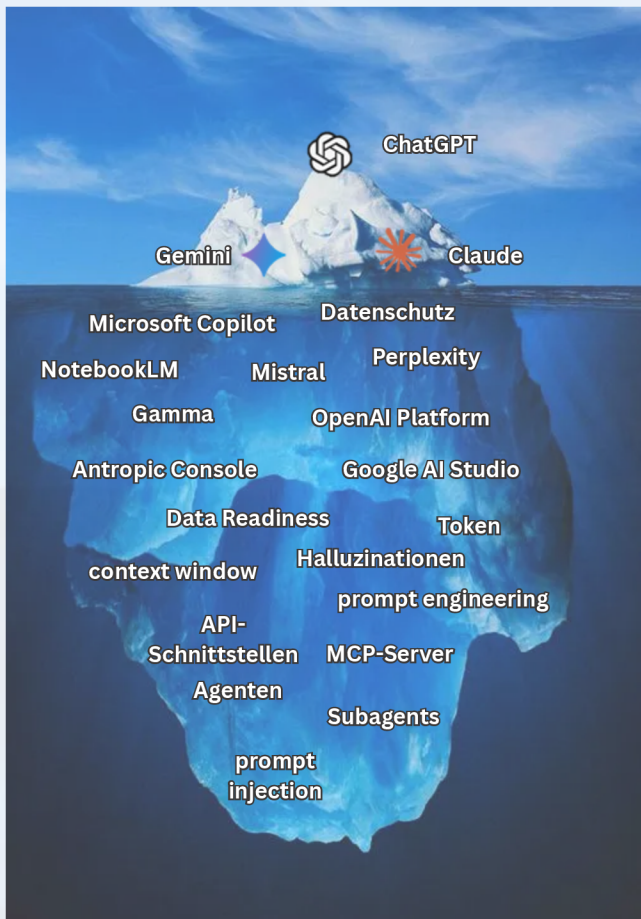 ChatGPT
Gemini
Claude
Datenschutz
Microsoft Copilot
Perplexity
NotebookLM
Mistral
Gamma
OpenAI Platform
Antropic Console
Google AI Studio
Data Readiness
Token
Halluzinationen
context window
prompt engineering
API-
Schnittstellen
MCP-Server
Agenten
Subagents
prompt
injection